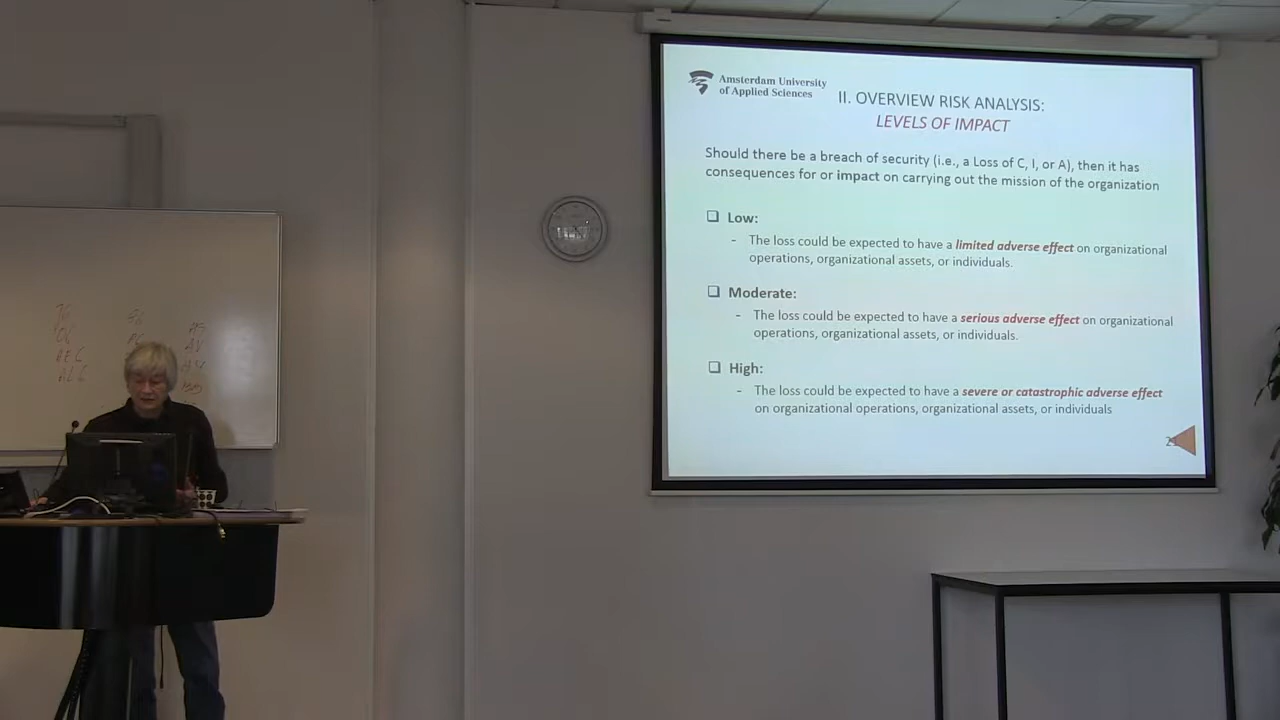 Amsterdam University
of Applied Sciences
II. OVERVIEW RISK ANALYSIS:
LEVELS OF IMPACT
Should there be a breach of security (i.e., a Loss of C, I, or A), then it has
consequences for or impact on carrying out the mission of the organization
Low:
- The loss could be expected to have a limited adverse effect on organizational
operations, organizational assets, or individuals.
Moderate:
- The loss could be expected to have a serious adverse effect on organizational
operations, organizational assets, or individuals.
High:
- The loss could be expected to have a severe or catastrophic adverse effect
on organizational operations, organizational assets, or individuals